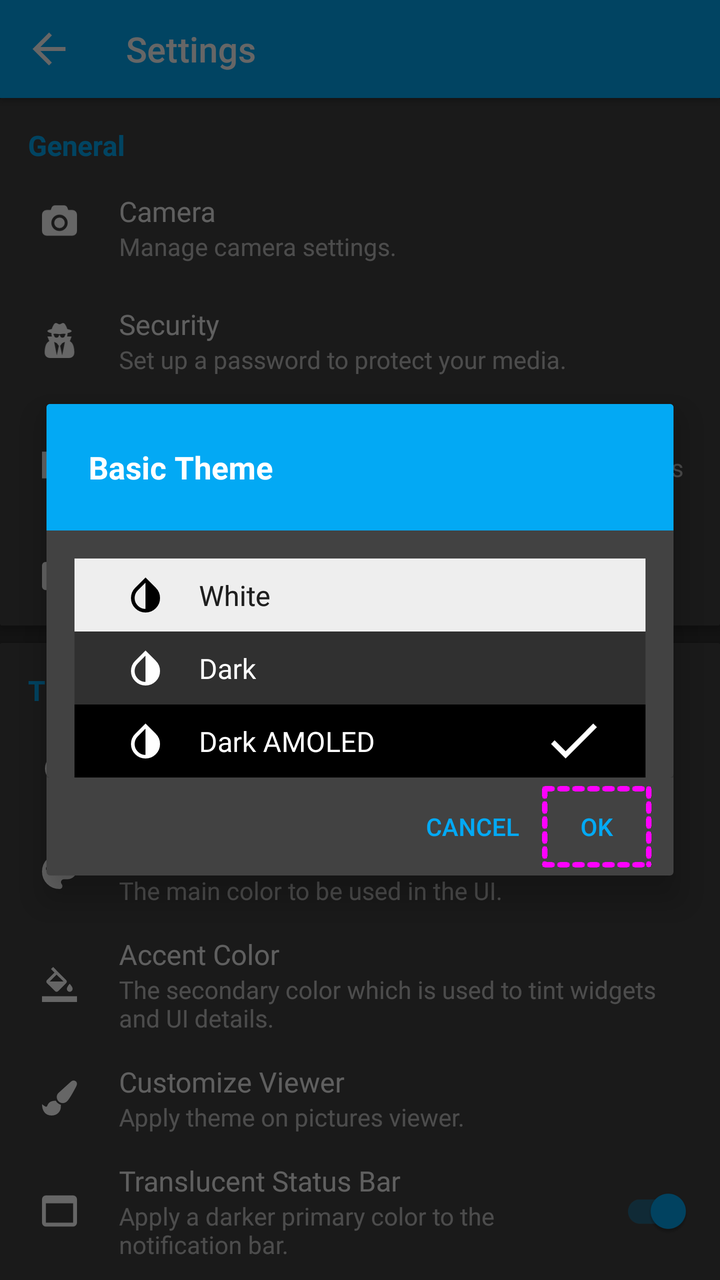 Settings
General
Camera
Manage camera settings.
Security
Set up a password to protect your media.
Basic Theme
White
Dark
Dark AMOLED
CANCEL
OK
The main color to be used in the UI.
Accent Color
The secondary color which is used to tint widgets
and UI details.
Customize Viewer
Apply theme on pictures viewer.
Translucent Status Bar
Apply a darker primary color to the
notification bar.